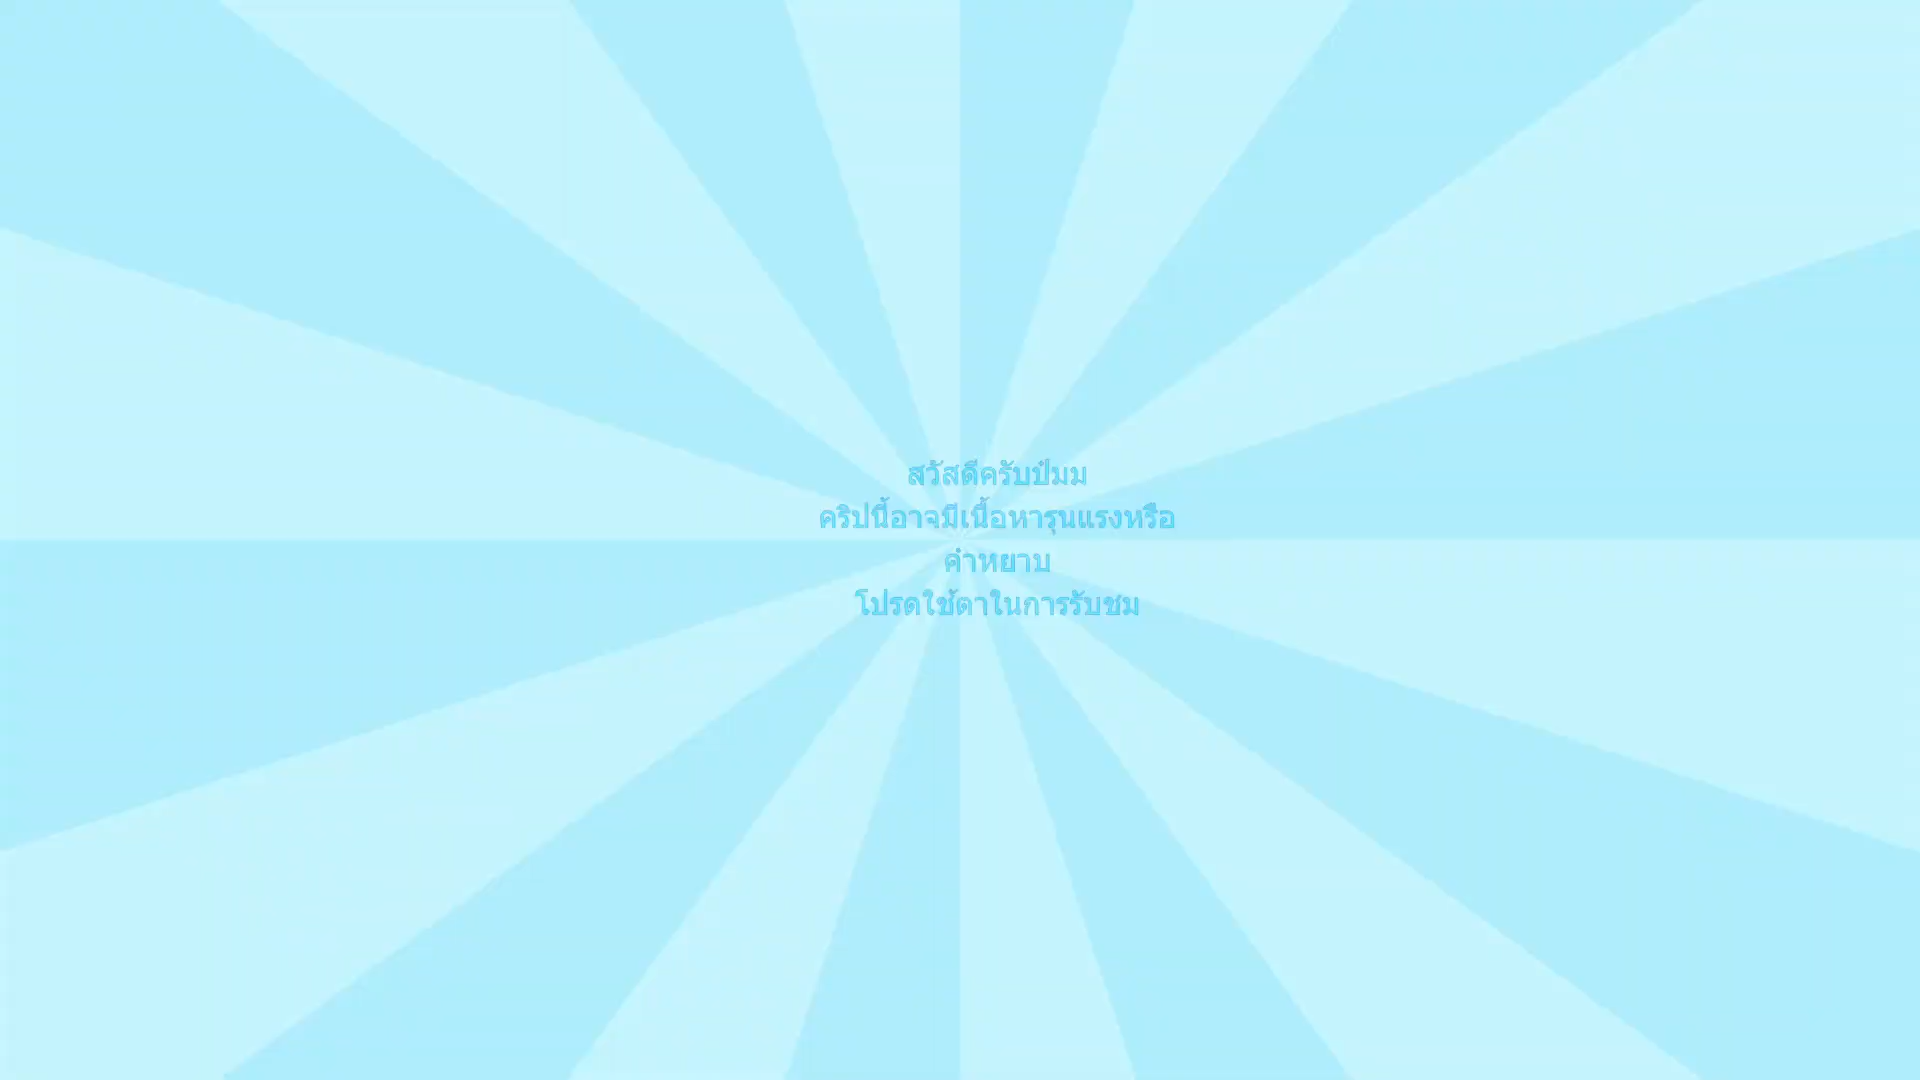 สวัสดีครับป๋มม
คริปนี้อาจมีเนื้อหารุนแรงหรือ
คำหยาบ
โปรดใช้ตาในการรับชม